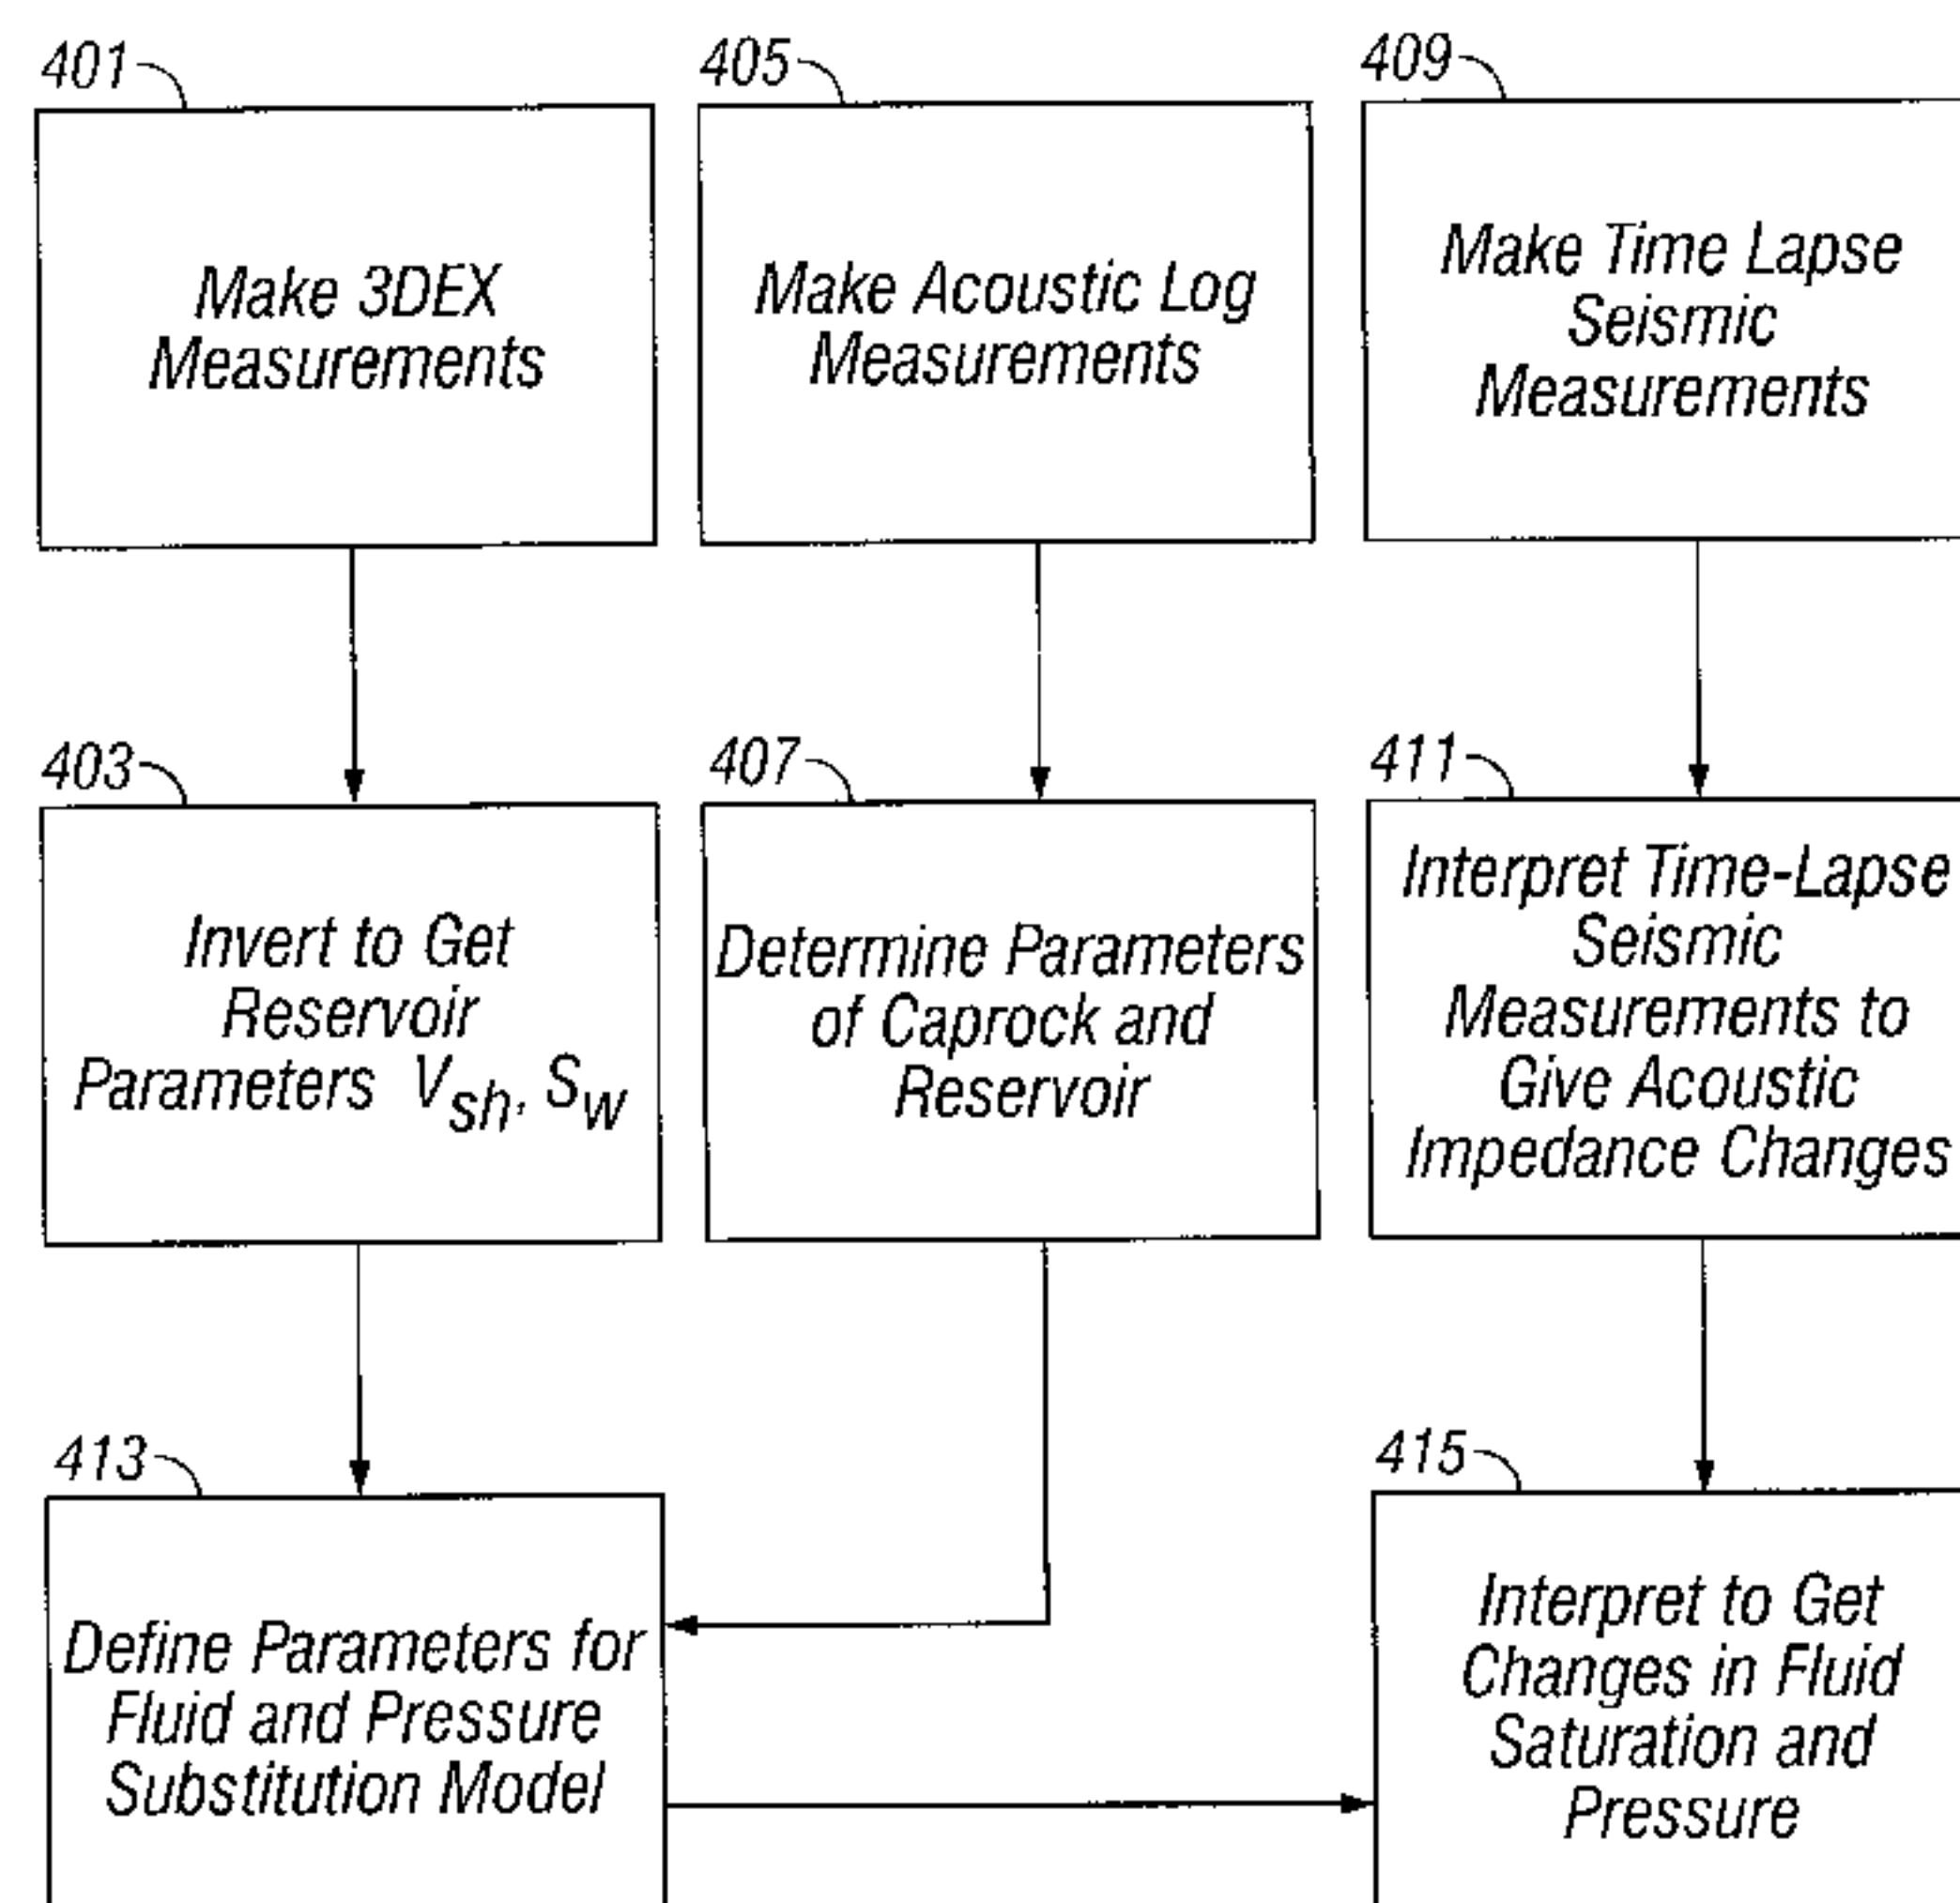 401
Make 3DEX
Measurements
405
Make Acoustic Log
Measurements
409
Make Time Lapse
Seismic
Measurements
403
Invert to Get
Reservoir
Parameters V_sh, S_w
407
Determine Parameters
of Caprock and
Reservoir
411
Interpret Time-Lapse
Seismic
Measurements to
Give Acoustic
Impedance Changes
413
Define Parameters for
Fluid and Pressure
Substitution Model
415
Interpret to Get
Changes in Fluid
Saturation and
Pressure